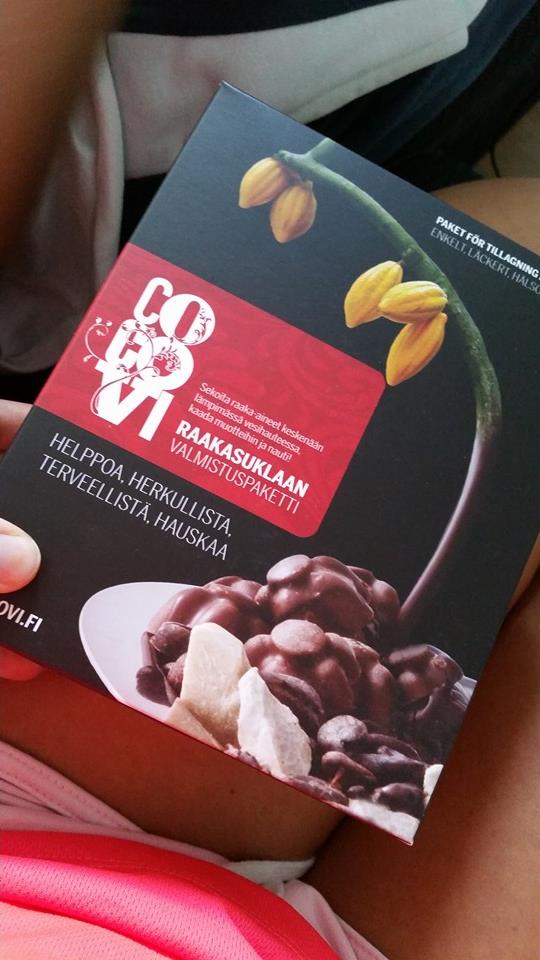 PAKET FÖR TILLAGNING
ENKELT, LÄCKERT, HÄLSO
CO
CO
VI
Sekoita raaka-aineet keskenään
lämpimässä vesihauteessa,
kaada muotteihin ja nauti!
RAAKASUKLAAN
VALMISTUSPAKETTI
HELPPOA, HERKULLISTA,
TERVEELLISTÄ, HAUSKAA
OVI.FI